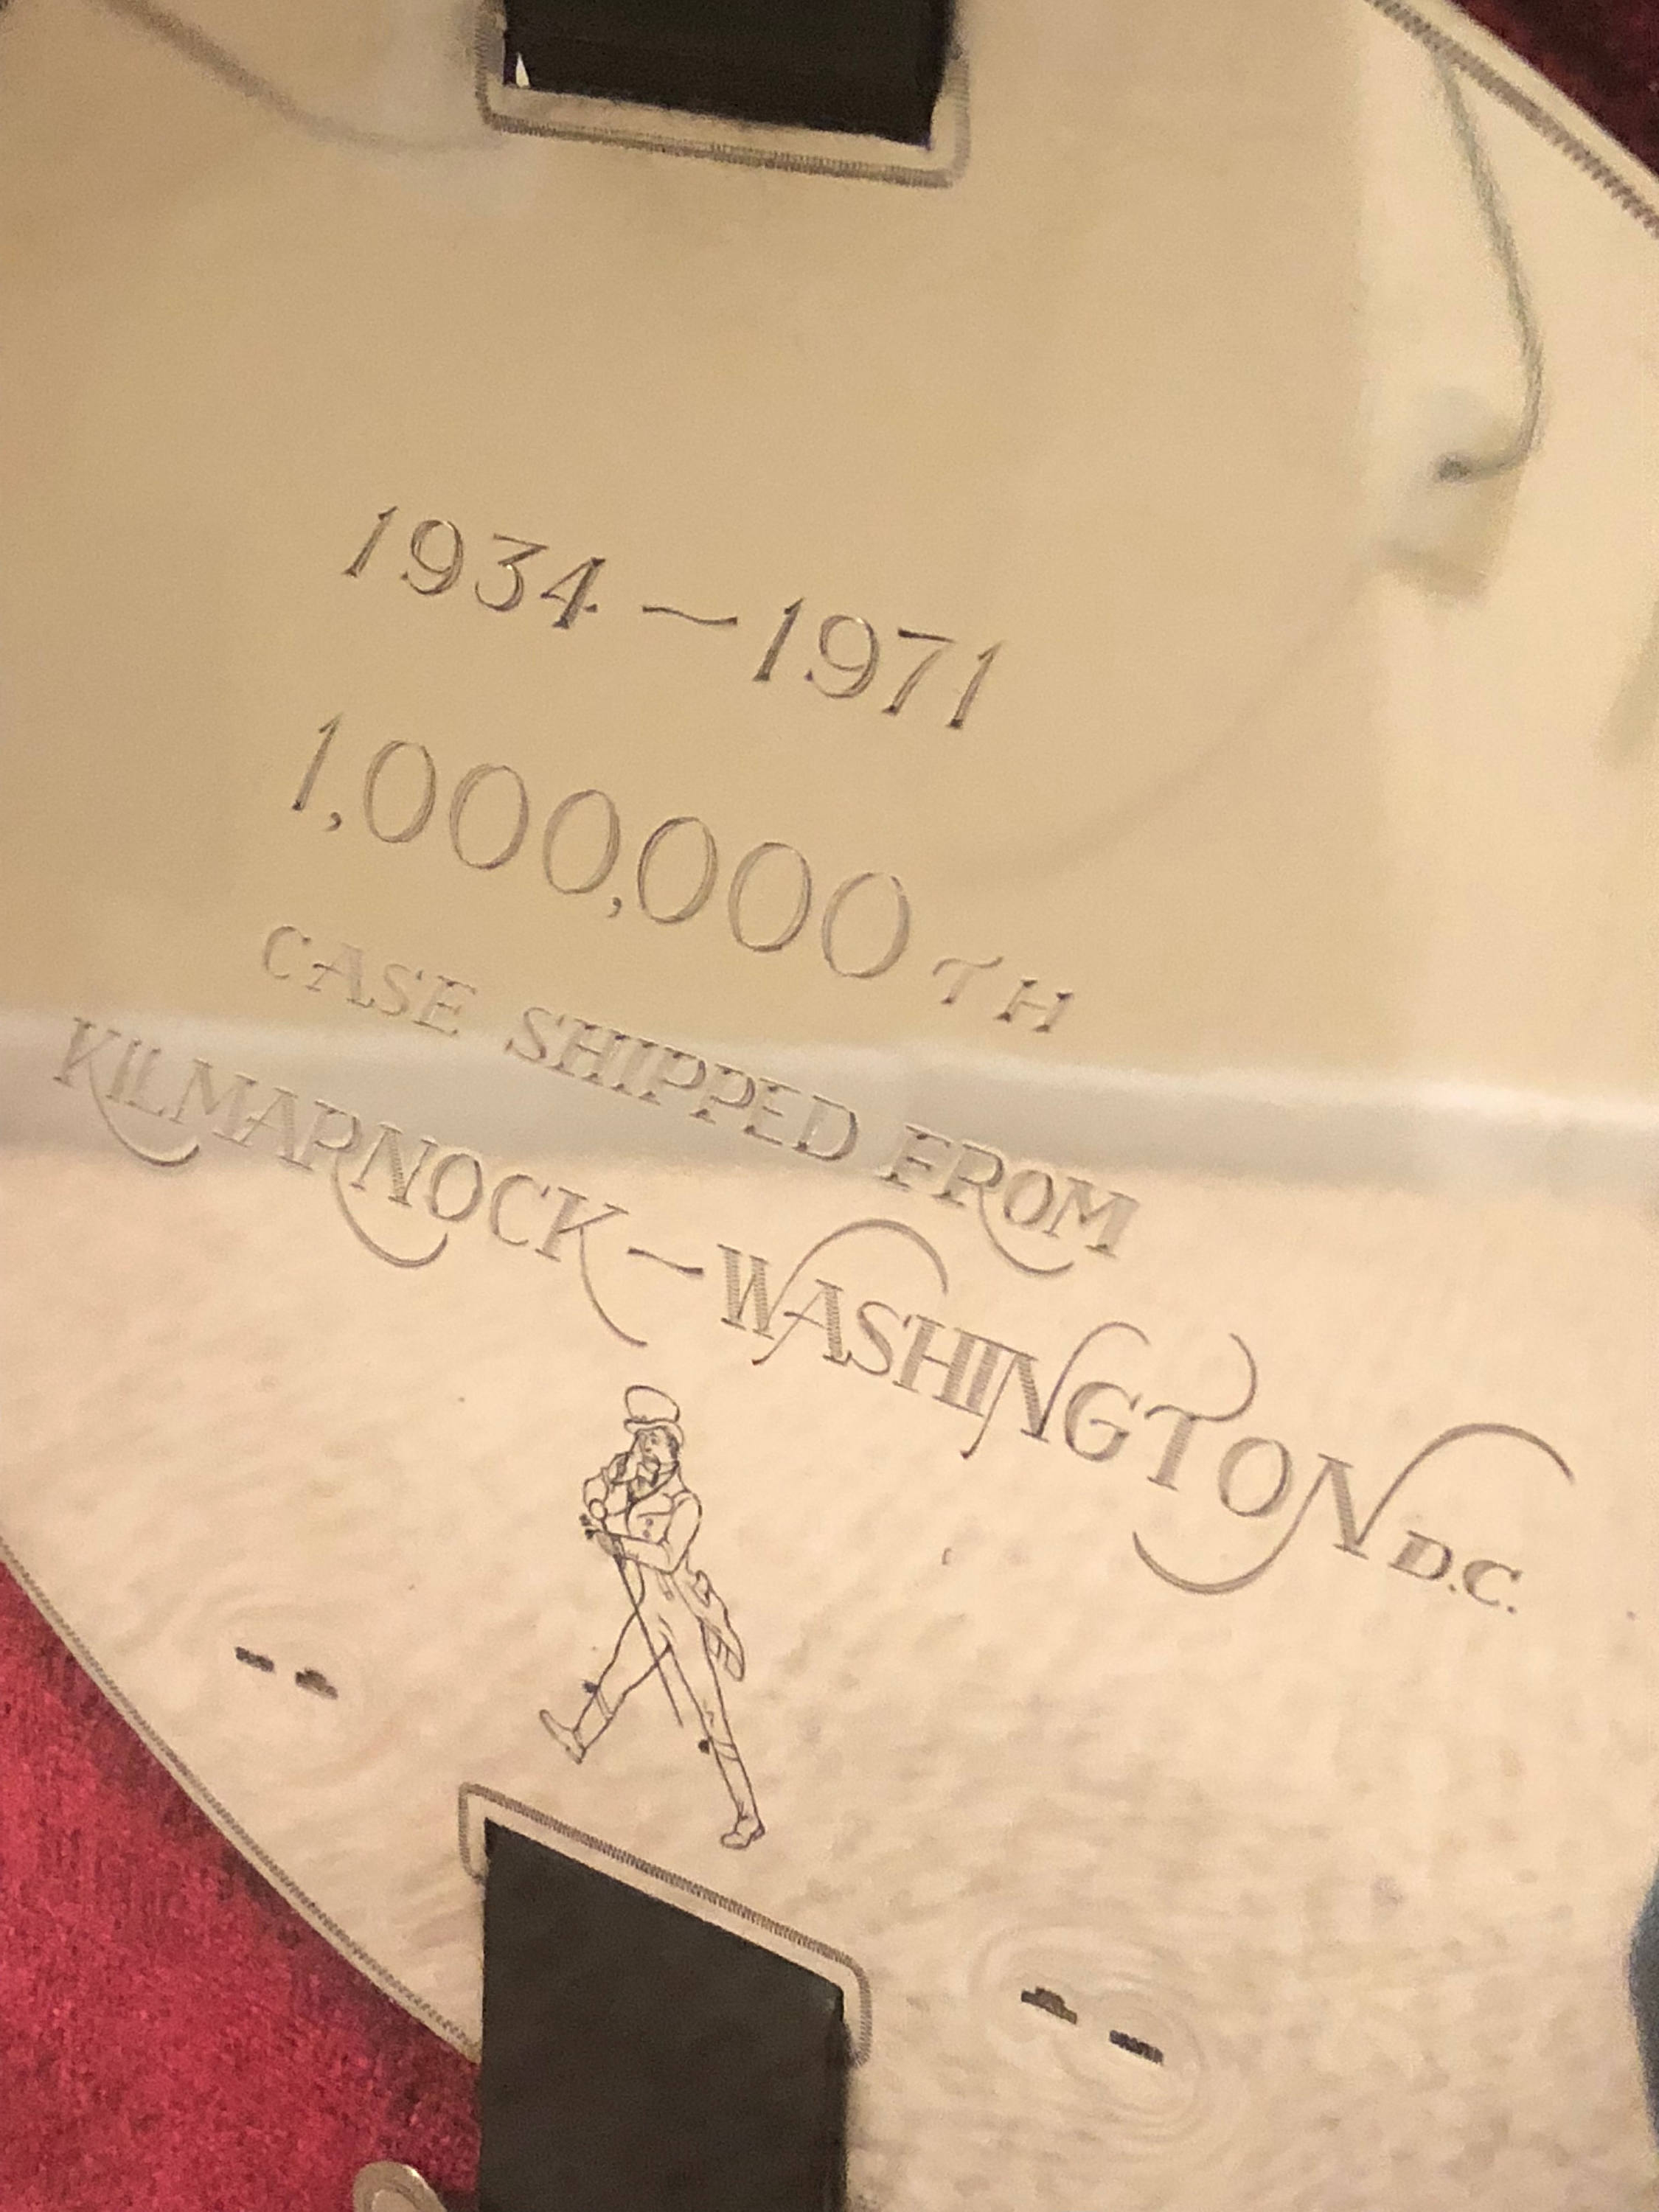 1934~1971
1,000,000TH
CASE SHIPPED FROM
KILMARNOCK~WASHINGTON D.C.